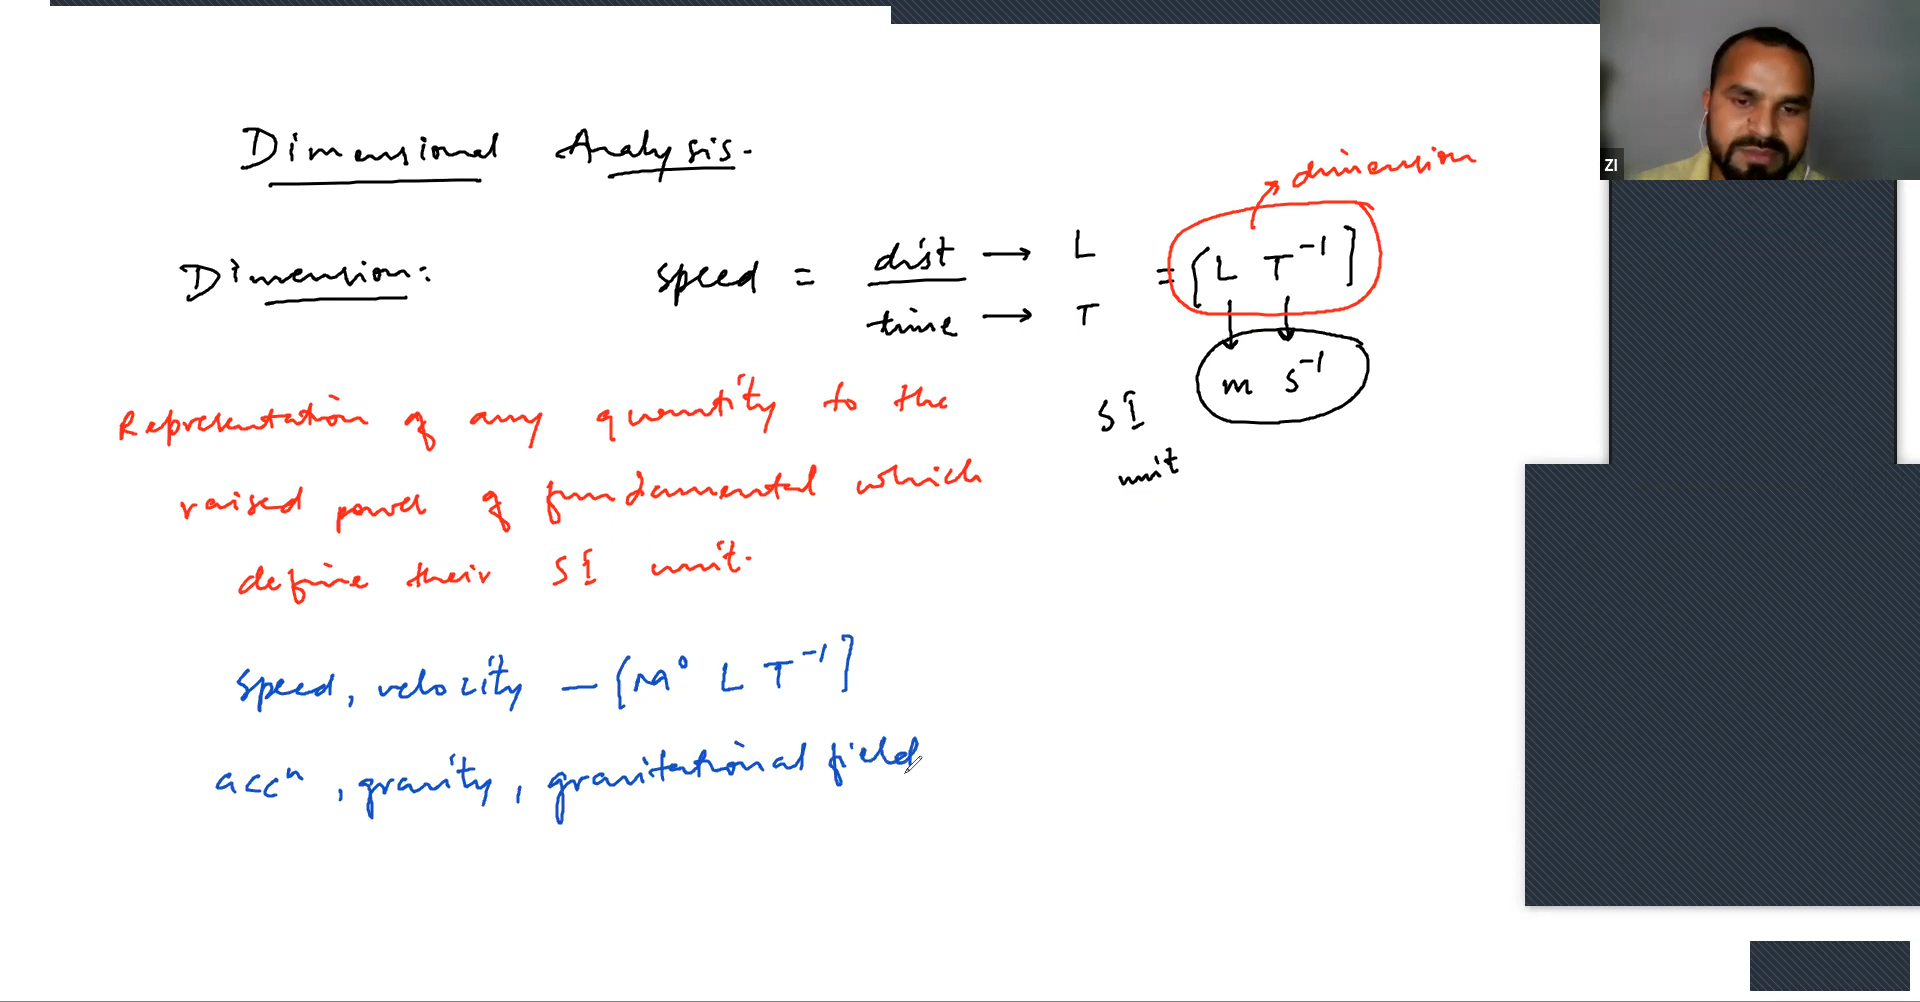 Dimensional Analysis.
dimension
Dimension: speed = dist / time → L → T = [L T⁻¹]
m s⁻¹
SI
unit
Representation of any quantity to the
raised power of fundamental which
define their SI unit.
speed, velocity – [M⁰ L T⁻¹]
accⁿ, gravity, gravitational field
ZI